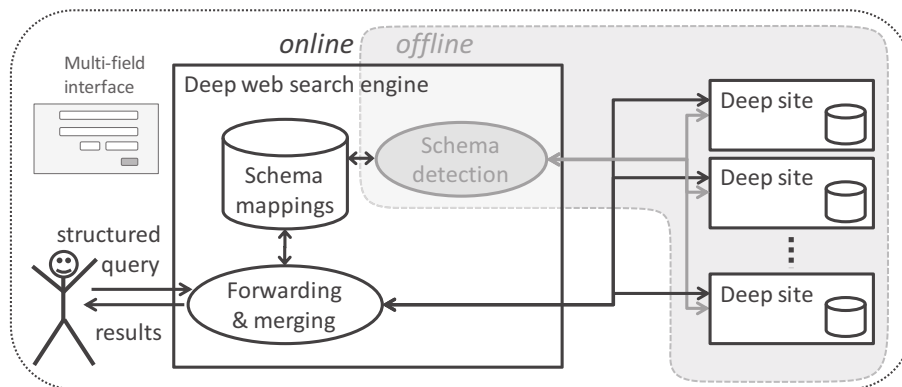 online offline
Multi-field
interface
Deep web search engine
Deep site
Schema
detection
Schema
mappings
Deep site
structured
query
Forwarding
& merging
results
Deep site